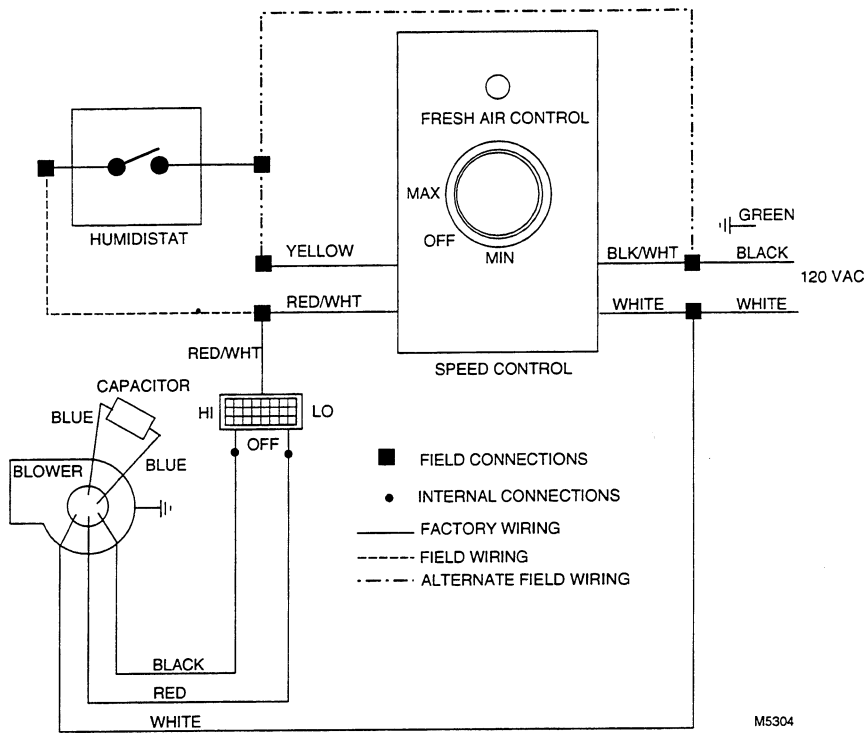 FRESH AIR CONTROL
MAX
OFF
MIN
SPEED CONTROL
HUMIDISTAT
YELLOW
RED/WHT
BLK/WHT
WHITE
GREEN
BLACK
WHITE
120 VAC
RED/WHT
HI
LO
OFF
CAPACITOR
BLUE
BLUE
BLOWER
FIELD CONNECTIONS
INTERNAL CONNECTIONS
FACTORY WIRING
FIELD WIRING
ALTERNATE FIELD WIRING
BLACK
RED
WHITE
M5304